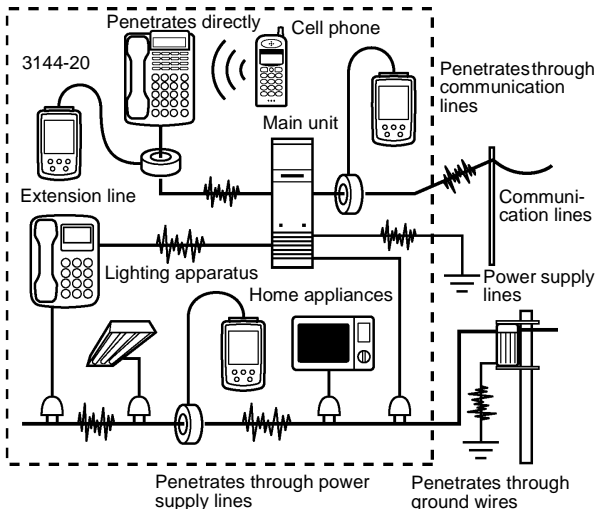 Penetrates directly
Cell phone
3144-20
Penetrates through
communication
lines
Main unit
Extension line
Communi-
cation lines
Lighting apparatus
Home appliances
Power supply
lines
Penetrates through power
supply lines
Penetrates through
ground wires